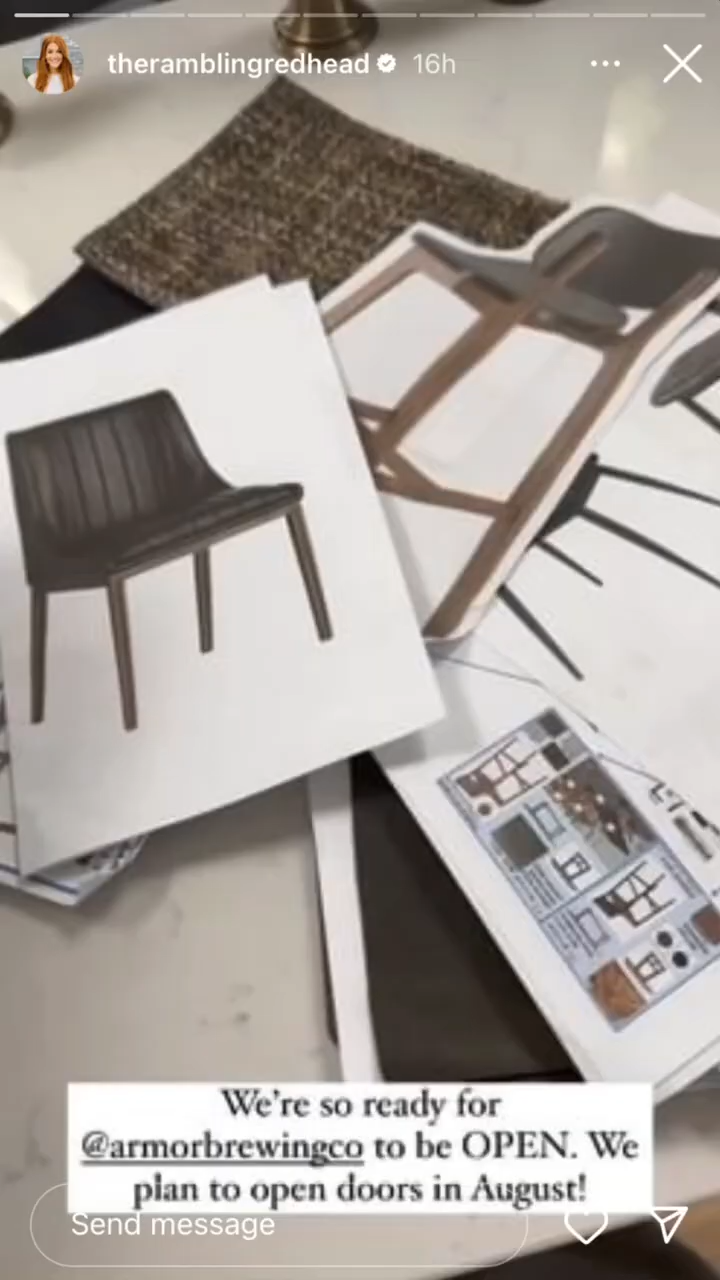 theramblingredhead 16h
We're so ready for
@armorbrewingco to be OPEN. We
plan to open doors in August!
Send message